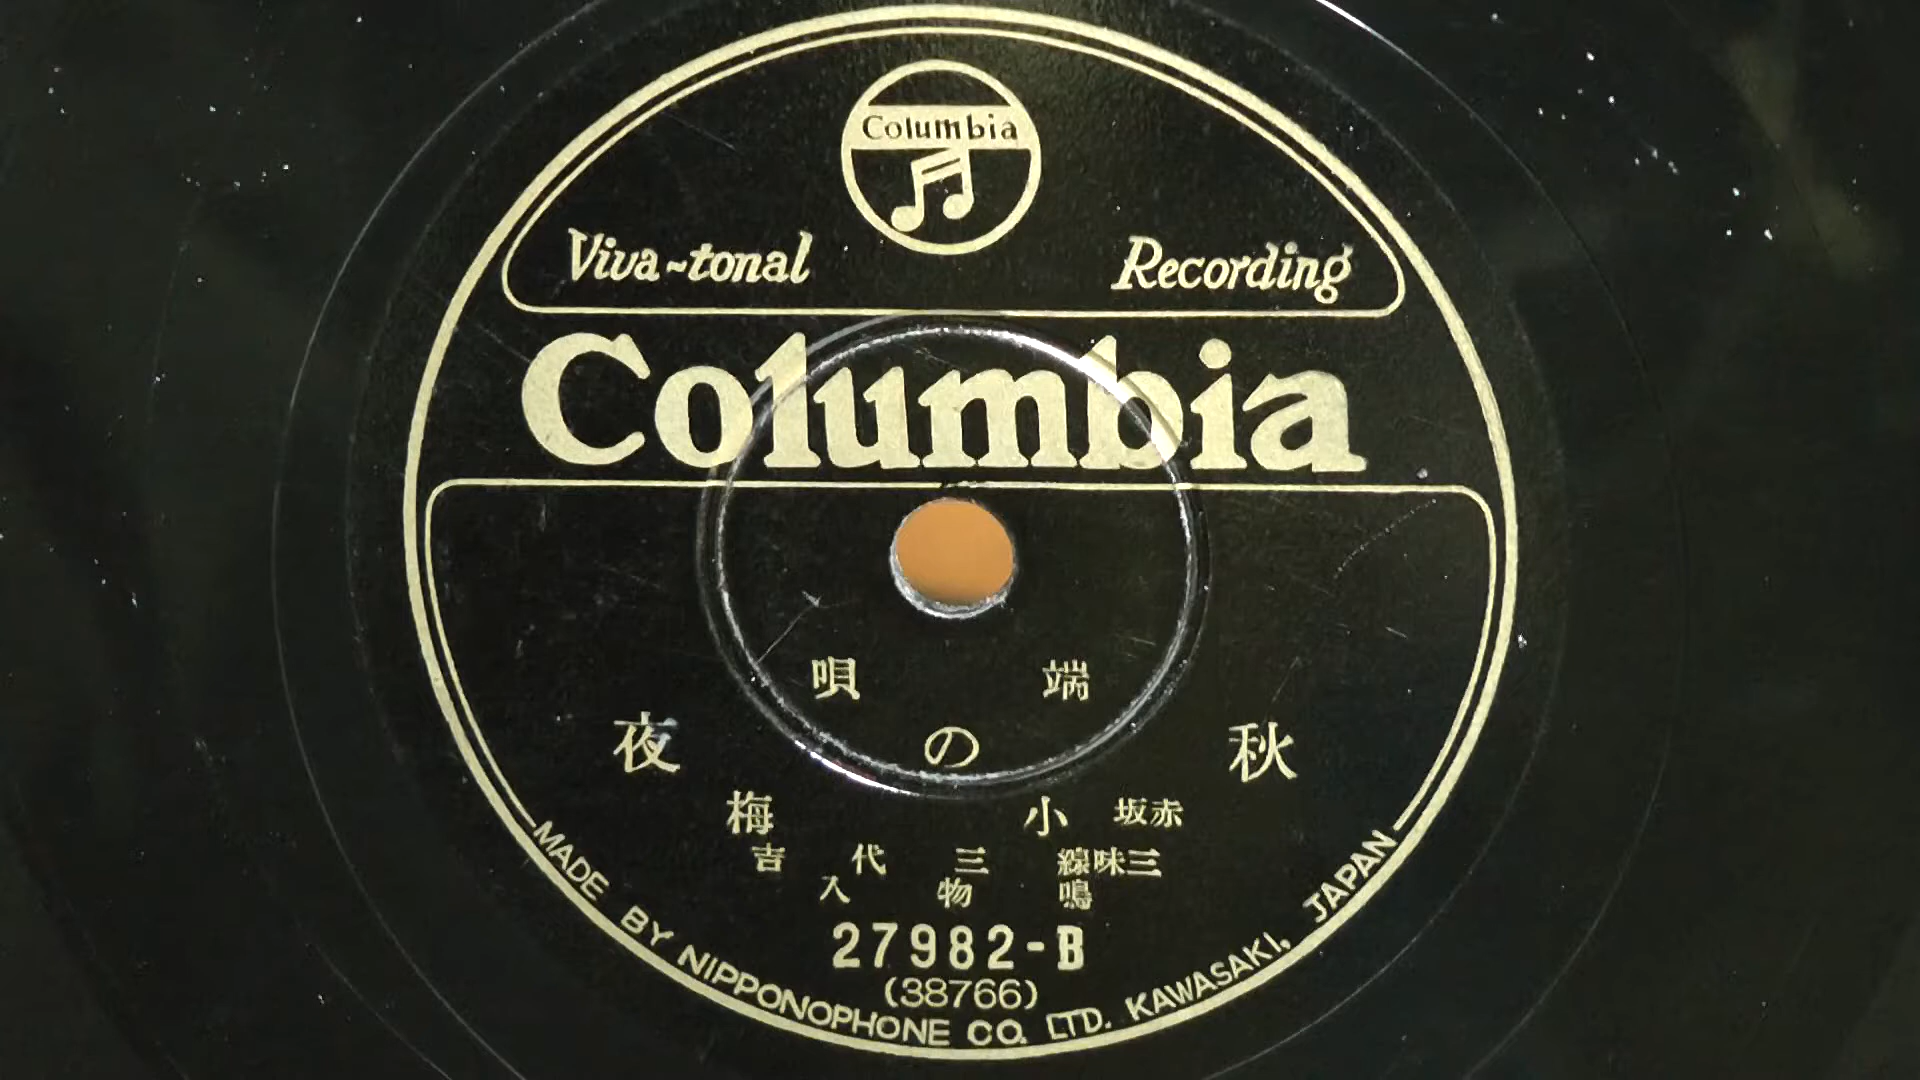 Columbia
Viva-tonal Recording
Columbia
端唄
秋の夜
赤坂 小梅
三味線 三代吉
鳴物入
27982-B
(38766)
MADE BY NIPPONOPHONE CO. LTD. KAWASAKI, JAPAN